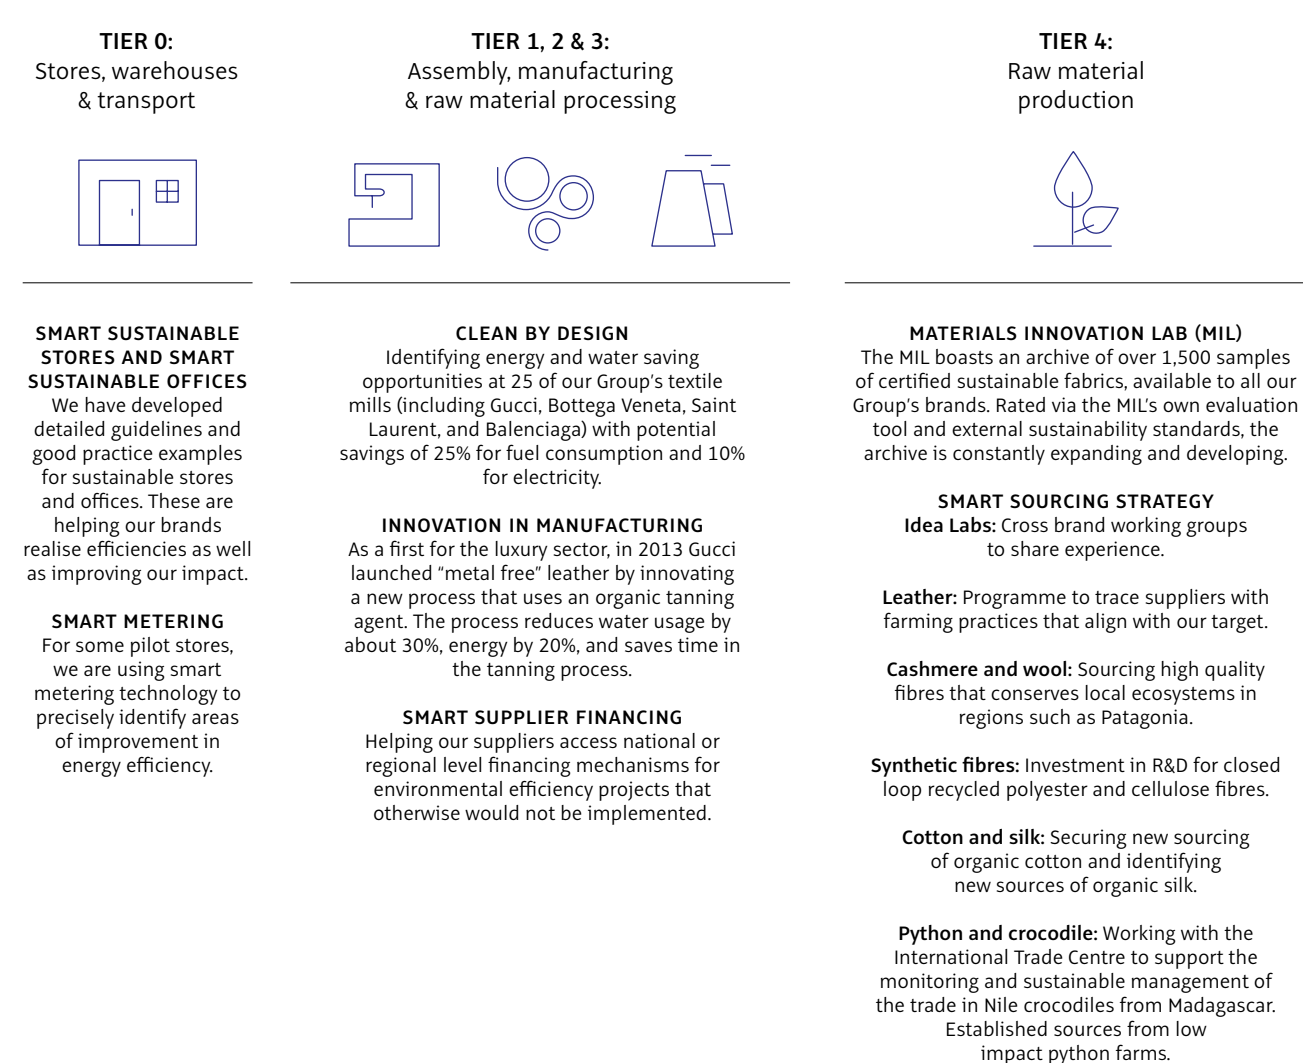 TIER 0:
Stores, warehouses
& transport
SMART SUSTAINABLE
STORES AND SMART
SUSTAINABLE OFFICES
We have developed
detailed guidelines and
good practice examples
for sustainable stores
and offices. These are
helping our brands
realise efficiencies as well
as improving our impact.
SMART METERING
For some pilot stores,
we are using smart
metering technology to
precisely identify areas
of improvement in
energy efficiency.
TIER 1, 2 & 3:
Assembly, manufacturing
& raw material processing
CLEAN BY DESIGN
Identifying energy and water saving
opportunities at 25 of our Group's textile
mills (including Gucci, Bottega Veneta, Saint
Laurent, and Balenciaga) with potential
savings of 25% for fuel consumption and 10%
for electricity.
INNOVATION IN MANUFACTURING
As a first for the luxury sector, in 2013 Gucci
launched “metal free” leather by innovating
a new process that uses an organic tanning
agent. The process reduces water usage by
about 30%, energy by 20%, and saves time in
the tanning process.
SMART SUPPLIER FINANCING
Helping our suppliers access national or
regional level financing mechanisms for
environmental efficiency projects that
otherwise would not be implemented.
TIER 4:
Raw material
production
MATERIALS INNOVATION LAB (MIL)
The MIL boasts an archive of over 1,500 samples
of certified sustainable fabrics, available to all our
Group's brands. Rated via the MIL's own evaluation
tool and external sustainability standards, the
archive is constantly expanding and developing.
SMART SOURCING STRATEGY
Idea Labs: Cross brand working groups
to share experience.
Leather: Programme to trace suppliers with
farming practices that align with our target.
Cashmere and wool: Sourcing high quality
fibres that conserves local ecosystems in
regions such as Patagonia.
Synthetic fibres: Investment in R&D for closed
loop recycled polyester and cellulose fibres.
Cotton and silk: Securing new sourcing
of organic cotton and identifying
new sources of organic silk.
Python and crocodile: Working with the
International Trade Centre to support the
monitoring and sustainable management of
the trade in Nile crocodiles from Madagascar.
Established sources from low
impact python farms.